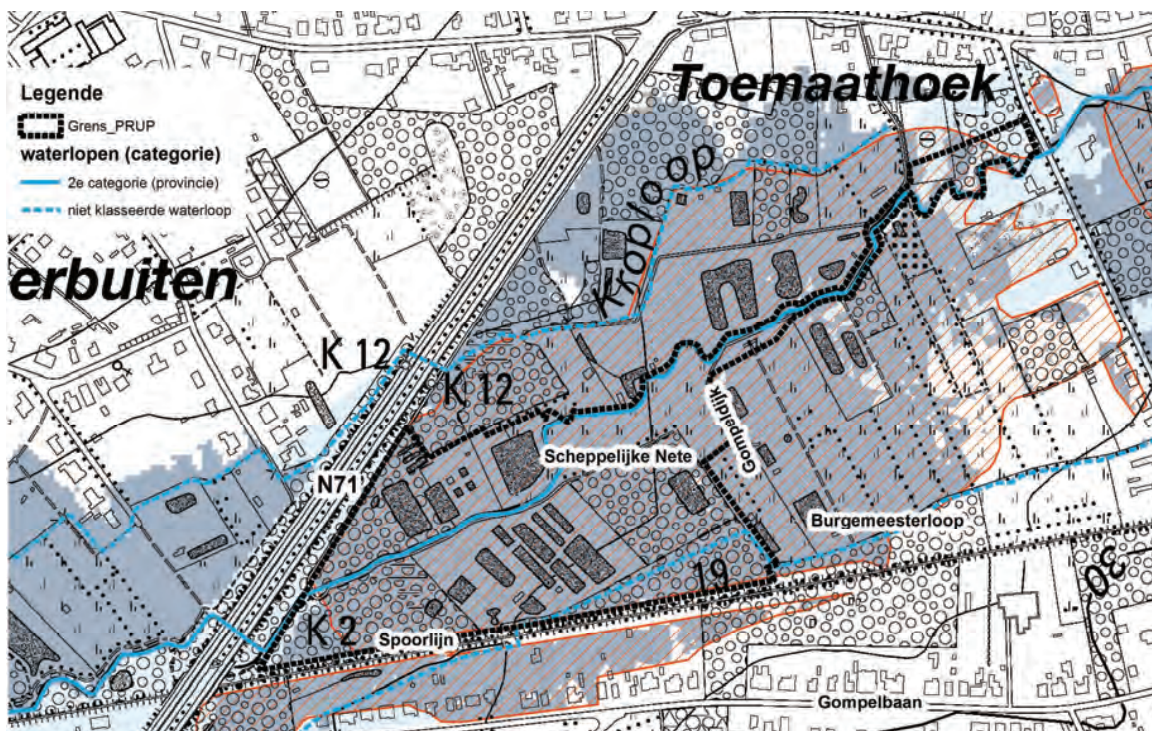 Toemaathoek
Legende
Grens_PRUP
waterlopen (categorie)
2e categorie (provincie)
niet klasseerde waterloop
Kkoploop
erbuiten
K 12
K 12
N71
Scheppelijke Nete
Gompeldijk
Burgemeesterloop
19
30
K 2
Spoorlijn
Gompelbaan